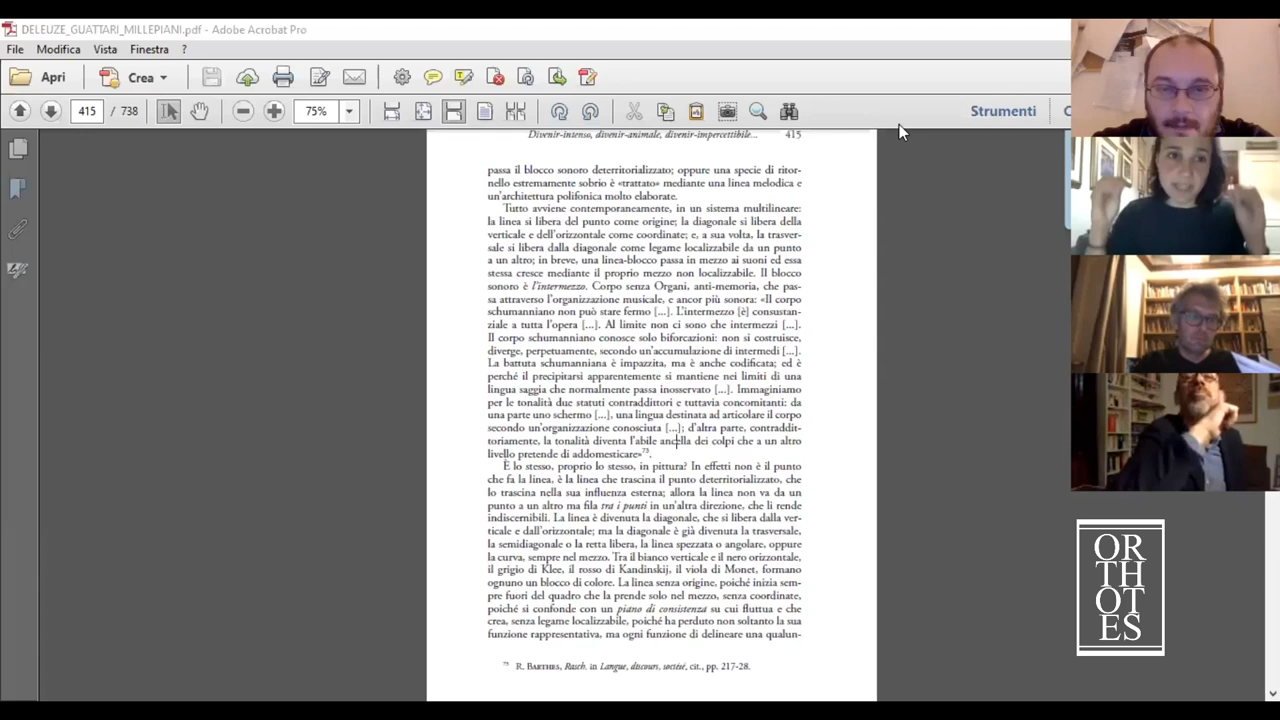 DELEUZE_GUATTARI_MILLEPIANI.pdf - Adobe Acrobat Pro
File Modifica Vista Finestra ?
Apri Crea
415 / 738 75% Strumenti C
Divenir-intenso, divenir-animale, divenir-impercettibile... 415
passa il blocco sonoro deterritorializzato; oppure una specie di ritor-
nello estremamente sobrio è «trattato» mediante una linea melodica e
un'architettura polifonica molto elaborate.
Tutto avviene contemporaneamente, in un sistema multilineare:
la linea si libera del punto come origine; la diagonale si libera della
verticale e dell'orizzontale come coordinate; e, a sua volta, la trasver-
sale si libera dalla diagonale come legame localizzabile da un punto
a un altro; in breve, una linea-blocco passa in mezzo ai suoni ed essa
stessa cresce mediante il proprio mezzo non localizzabile. Il blocco
sonoro è l'intermezzo. Corpo senza Organi, anti-memoria, che pas-
sa attraverso l'organizzazione musicale, e ancor più sonora: «Il corpo
schumanniano non può stare fermo [...]. L'intermezzo [è] consustan-
ziale a tutta l'opera [...]. Al limite non ci sono che intermezzi [...].
Il corpo schumanniano conosce solo biforcazioni: non si costruisce,
diverge, perpetuamente, secondo un'accumulazione di intermedi [...].
La battuta schumanniana è impazzita, ma è anche codificata; ed è
perché il precipitarsi apparentemente si mantiene nei limiti di una
lingua saggia che normalmente passa inosservato [...]. Immaginiamo
per le tonalità due statuti contraddittori e tuttavia concomitanti: da
una parte uno schermo [...], una lingua destinata ad articolare il corpo
secondo un'organizzazione conosciuta [...]; d'altra parte, contraddit-
toriamente, la tonalità diventa l'abile ancella dei colpi che a un altro
livello pretende di addomesticare»73.
È lo stesso, proprio lo stesso, in pittura? In effetti non è il punto
che fa la linea, è la linea che trascina il punto deterritorializzato, che
lo trascina nella sua influenza esterna; allora la linea non va da un
punto a un altro ma fila tra i punti in un'altra direzione, che li rende
indiscernibili. La linea è divenuta la diagonale, che si libera dalla ver-
ticale e dall'orizzontale; ma la diagonale è già divenuta la trasversale,
la semidiagonale o la retta libera, la linea spezzata o angolare, oppure
la curva, sempre nel mezzo. Tra il bianco verticale e il nero orizzontale,
il grigio di Klee, il rosso di Kandinskij, il viola di Monet, formano
ognuno un blocco di colore. La linea senza origine, poiché inizia sem-
pre fuori del quadro che la prende solo nel mezzo, senza coordinate,
poiché si confonde con un piano di consistenza su cui fluttua e che
crea, senza legame localizzabile, poiché ha perduto non soltanto la sua
funzione rappresentativa, ma ogni funzione di delineare una qualun-
73 R. BARTHES, Rasch, in Langue, discours, société, cit., pp. 217-28.
OR
TH
OT
ES